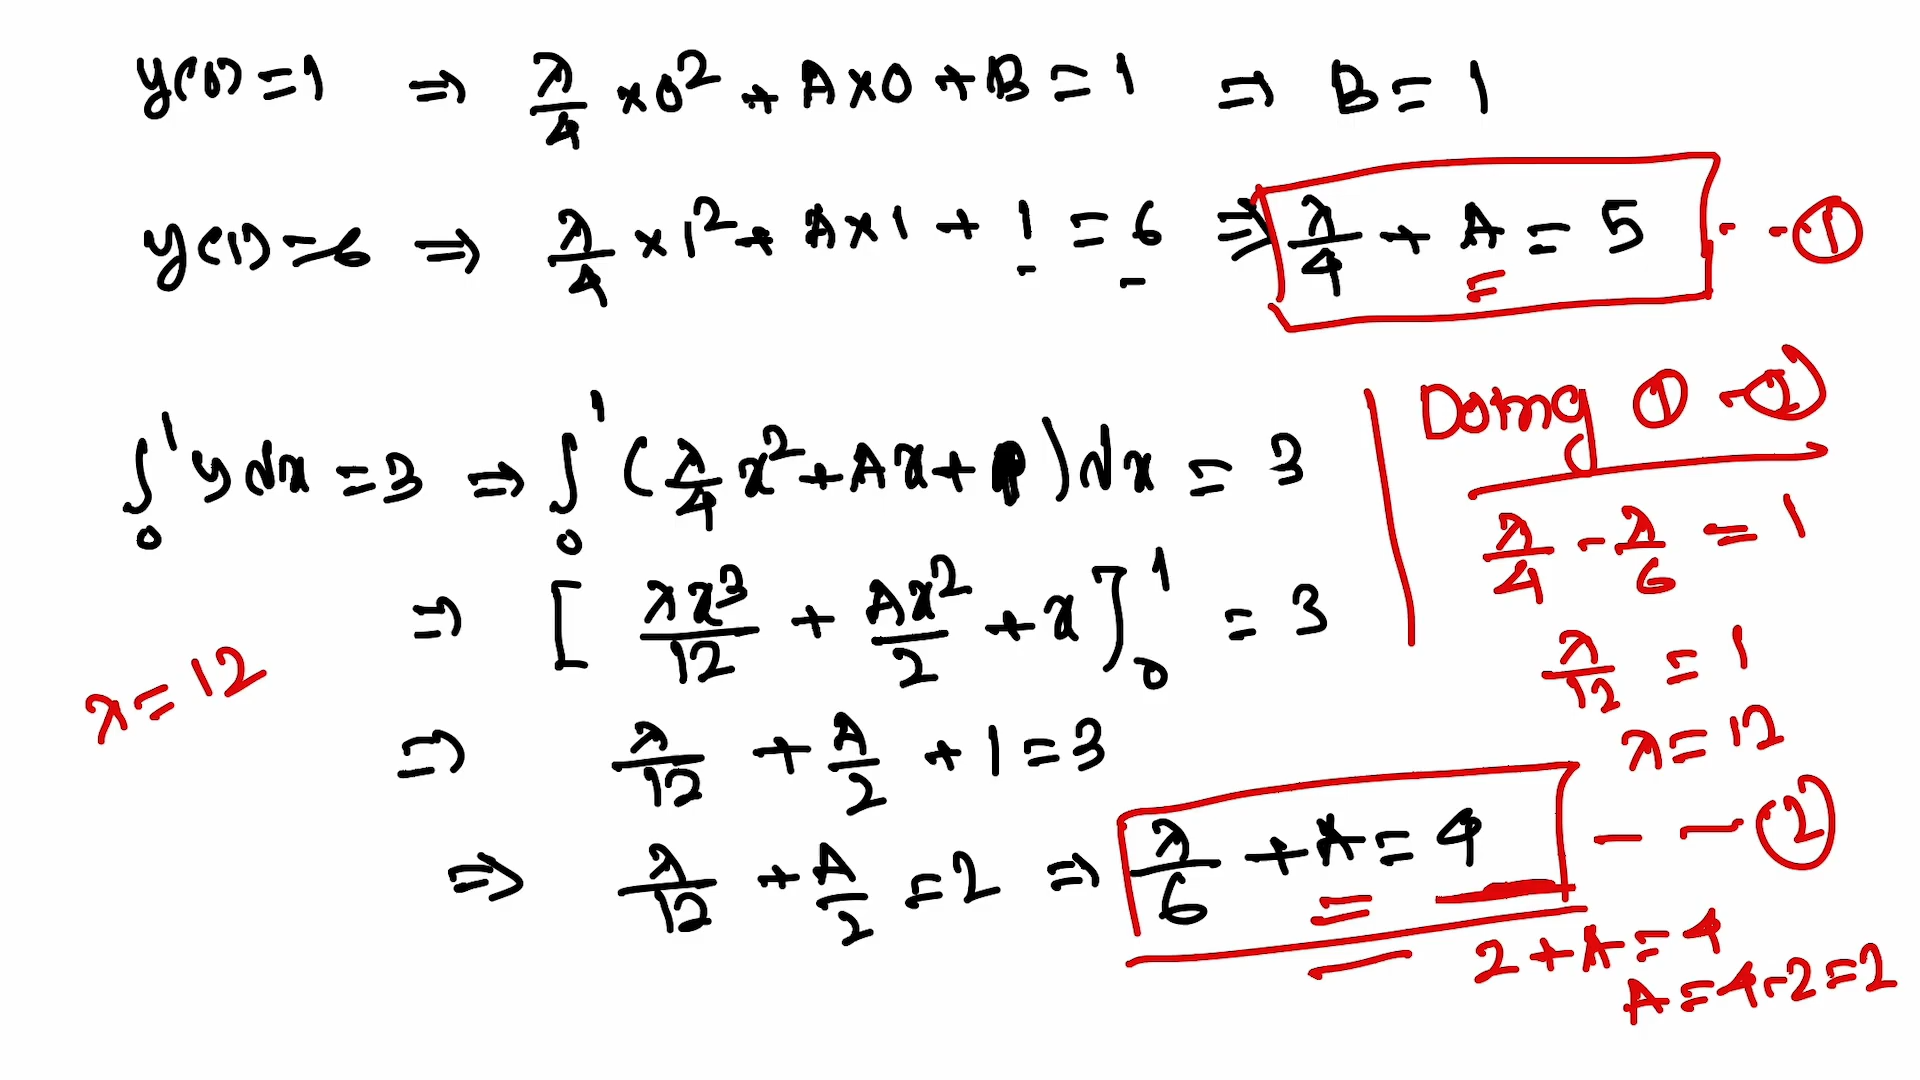 y(0)=1 ⇒ λ/4 ×0² + A×0 + B = 1 ⇒ B = 1
y(1)=6 ⇒ λ/4 ×1² + A×1 + 1 = 6 ⇒ λ/4 + A = 5 - - ①
∫₀¹ y dx = 3 ⇒ ∫₀¹ (λ/4 x² + Ax + 1) dx = 3
⇒ [ λx³/12 + Ax²/2 + x ]₀¹ = 3
⇒ λ/12 + A/2 + 1 = 3
⇒ λ/12 + A/2 = 2 ⇒ λ/6 + A = 4 - - ②
Doing ① - ②
λ/4 - λ/6 = 1
λ/12 = 1
λ = 12
2 + A = 4
A = 4-2 = 2
λ = 12